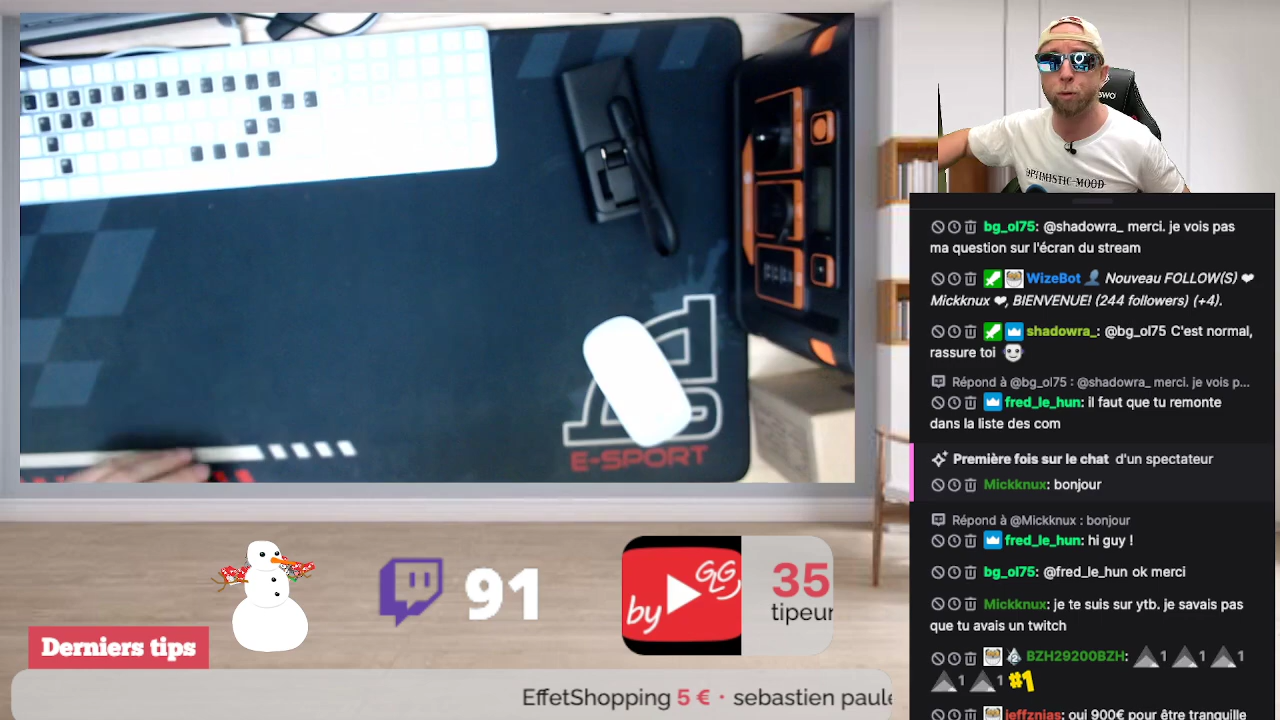 OPTIMISTIC MOOD
bg_ol75: @shadowra_ merci. je vois pas
ma question sur l'écran du stream
WizeBot Nouveau FOLLOW(S) ❤
Mickknux ❤, BIENVENUE! (244 followers) (+4).
shadowra_: @bg_ol75 C'est normal,
rassure toi
Répond à @bg_ol75 : @shadowra_ merci. je vois p...
fred_le_hun: il faut que tu remonte
dans la liste des com
Première fois sur le chat d'un spectateur
Mickknux: bonjour
Répond à @Mickknux : bonjour
fred_le_hun: hi guy !
bg_ol75: @fred_le_hun ok merci
Mickknux: je te suis sur ytb. je savais pas
que tu avais un twitch
BZH29200BZH: 1 1 1
1 1 #1
jeffznias: oui 900€ pour être tranquille
E-SPORT
91
by GLG
35
tipeur
Derniers tips
EffetShopping 5 € · sebastien paule